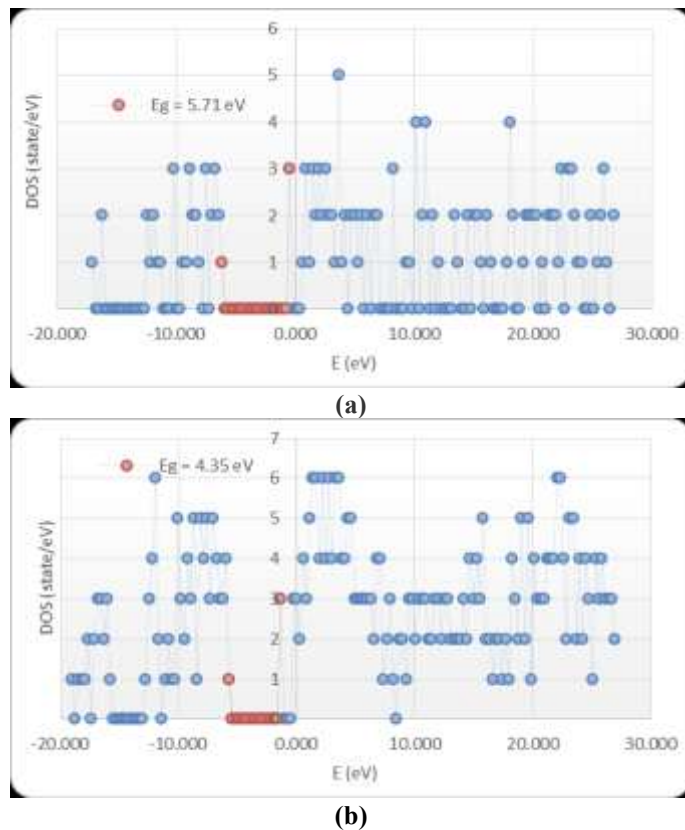 6
5
Eg = 5.71 eV
4
3
2
1
DOS ( state/eV)
-20.000 -10.000 0.000 10.000 20.000 30.000
E (eV)
(a)
7
6
Eg = 4.35 eV
5
4
3
2
1
DOS (state/eV)
-20.000 -10.000 0.000 10.000 20.000 30.000
E (eV)
(b)